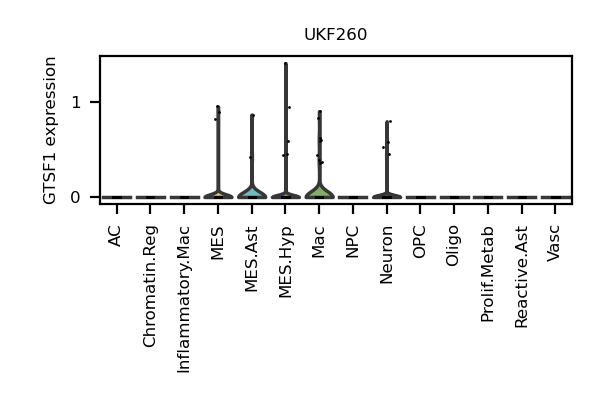 UKF260
GTSF1 expression
1
0
AC
Chromatin.Reg
Inflammatory.Mac
MES
MES.Ast
MES.Hyp
Mac
NPC
Neuron
OPC
Oligo
Prolif.Metab
Reactive.Ast
Vasc